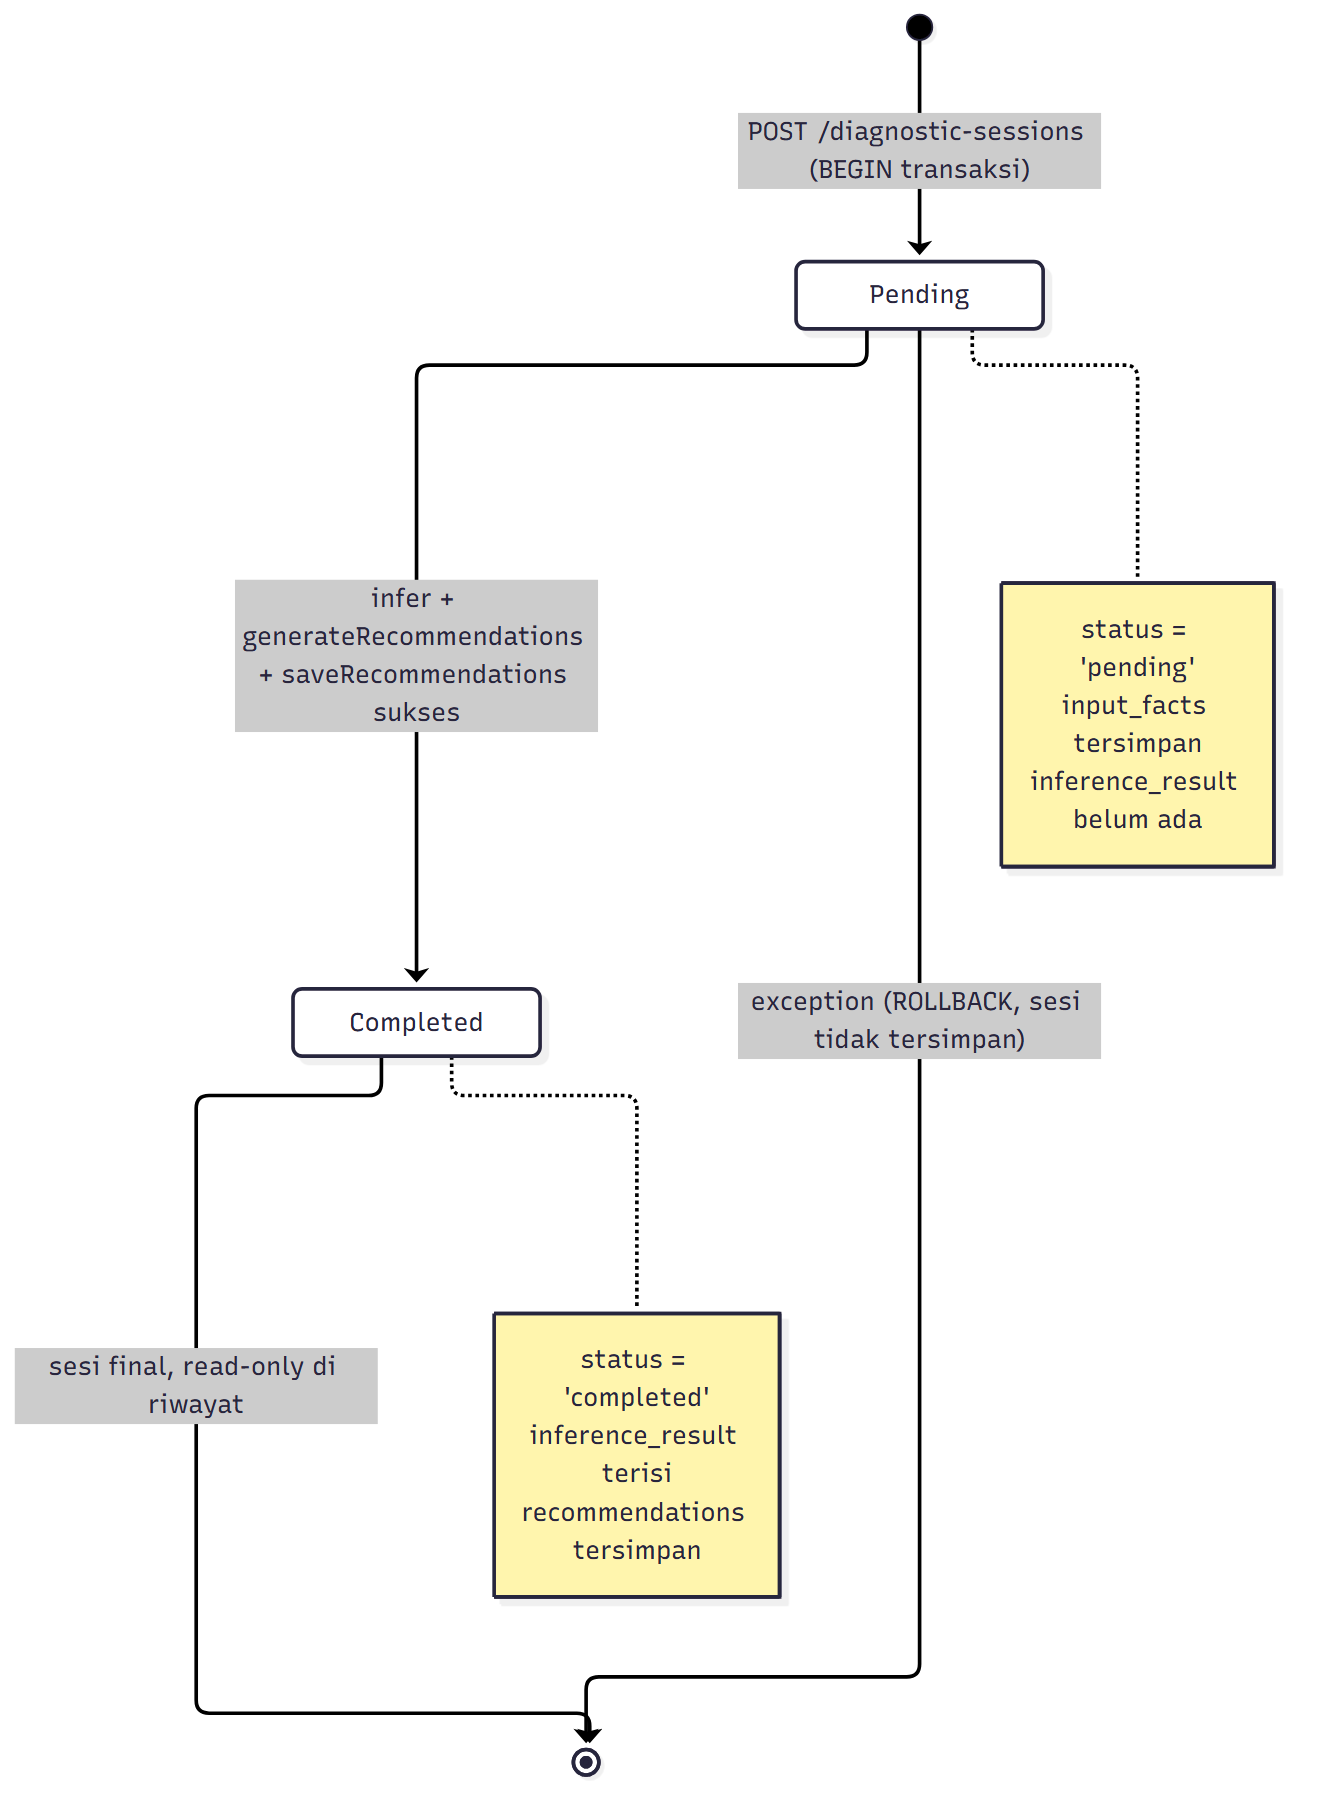 POST /diagnostic-sessions
(BEGIN transaksi)
Pending
infer +
generateRecommendations
+ saveRecommendations
sukses
status =
'pending'
input_facts
tersimpan
inference_result
belum ada
Completed
exception (ROLLBACK, sesi
tidak tersimpan)
sesi final, read-only di
riwayat
status =
'completed'
inference_result
terisi
recommendations
tersimpan